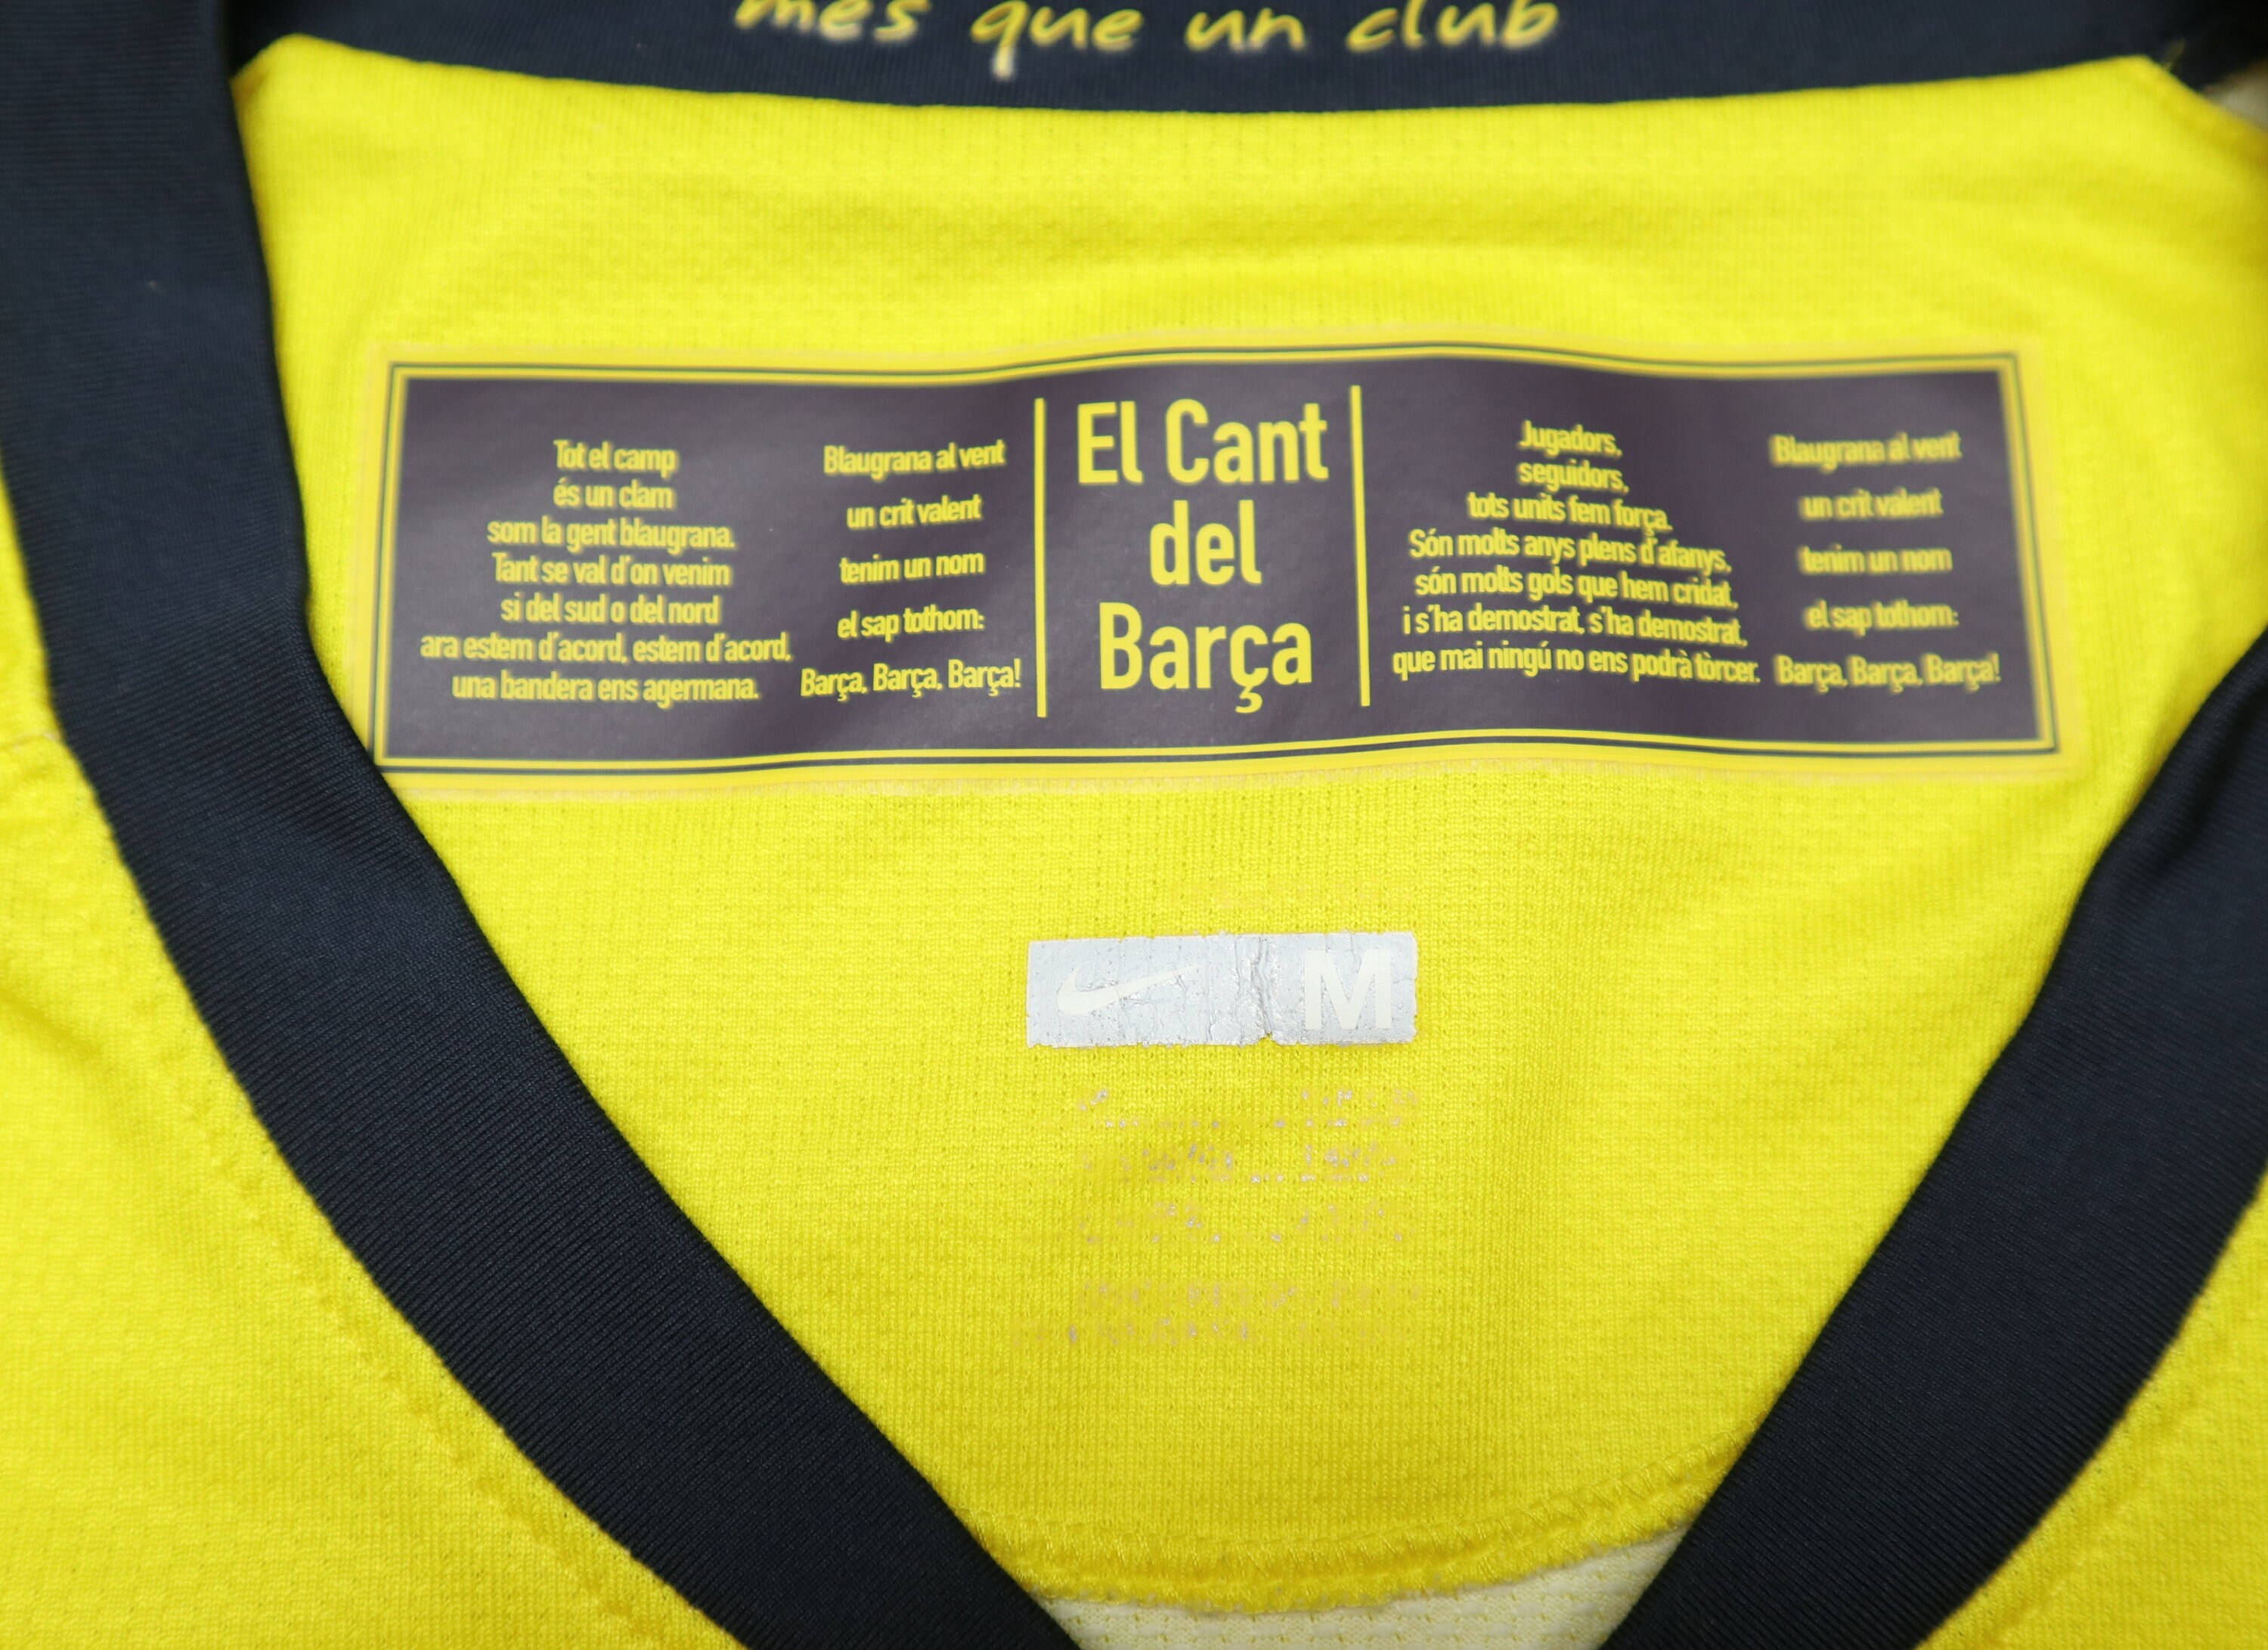 més que un club
Tot el camp
és un clam
som la gent blaugrana.
Tant se val d'on venim
si del sud o del nord
ara estem d'acord, estem d'acord,
una bandera ens agermana.
Blaugrana al vent
un crit valent
tenim un nom
el sap tothom:
Barça, Barça, Barça!
El Cant
del
Barça
Jugadors,
seguidors,
tots units fem força.
Són molts anys plens d'afanys,
són molts gols que hem cridat,
i s'ha demostrat, s'ha demostrat,
que mai ningú no ens podrà tòrcer.
Blaugrana al vent
un crit valent
tenim un nom
el sap tothom:
Barça, Barça, Barça!
M